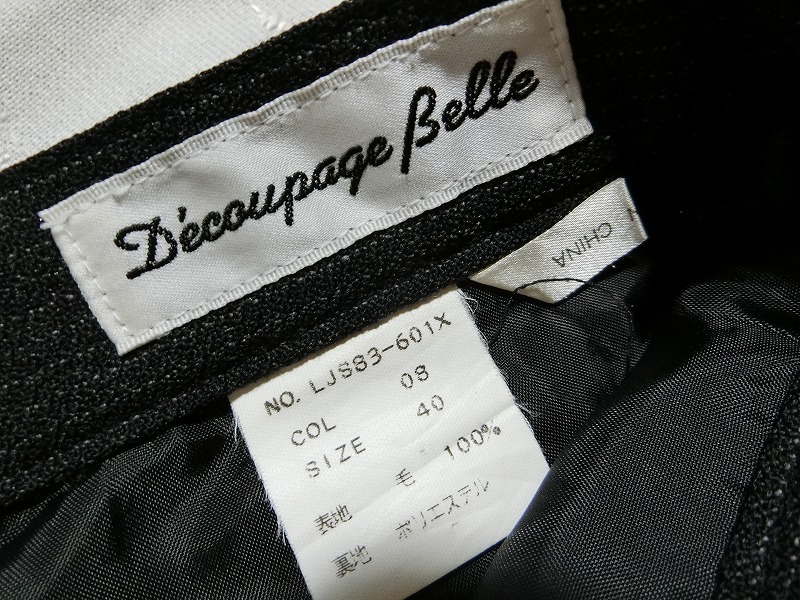 D'écoupage Belle
CHINA
NO. LJS83-601X
COL 08
SIZE 40
表地 毛 100%
裏地 ポリエステル